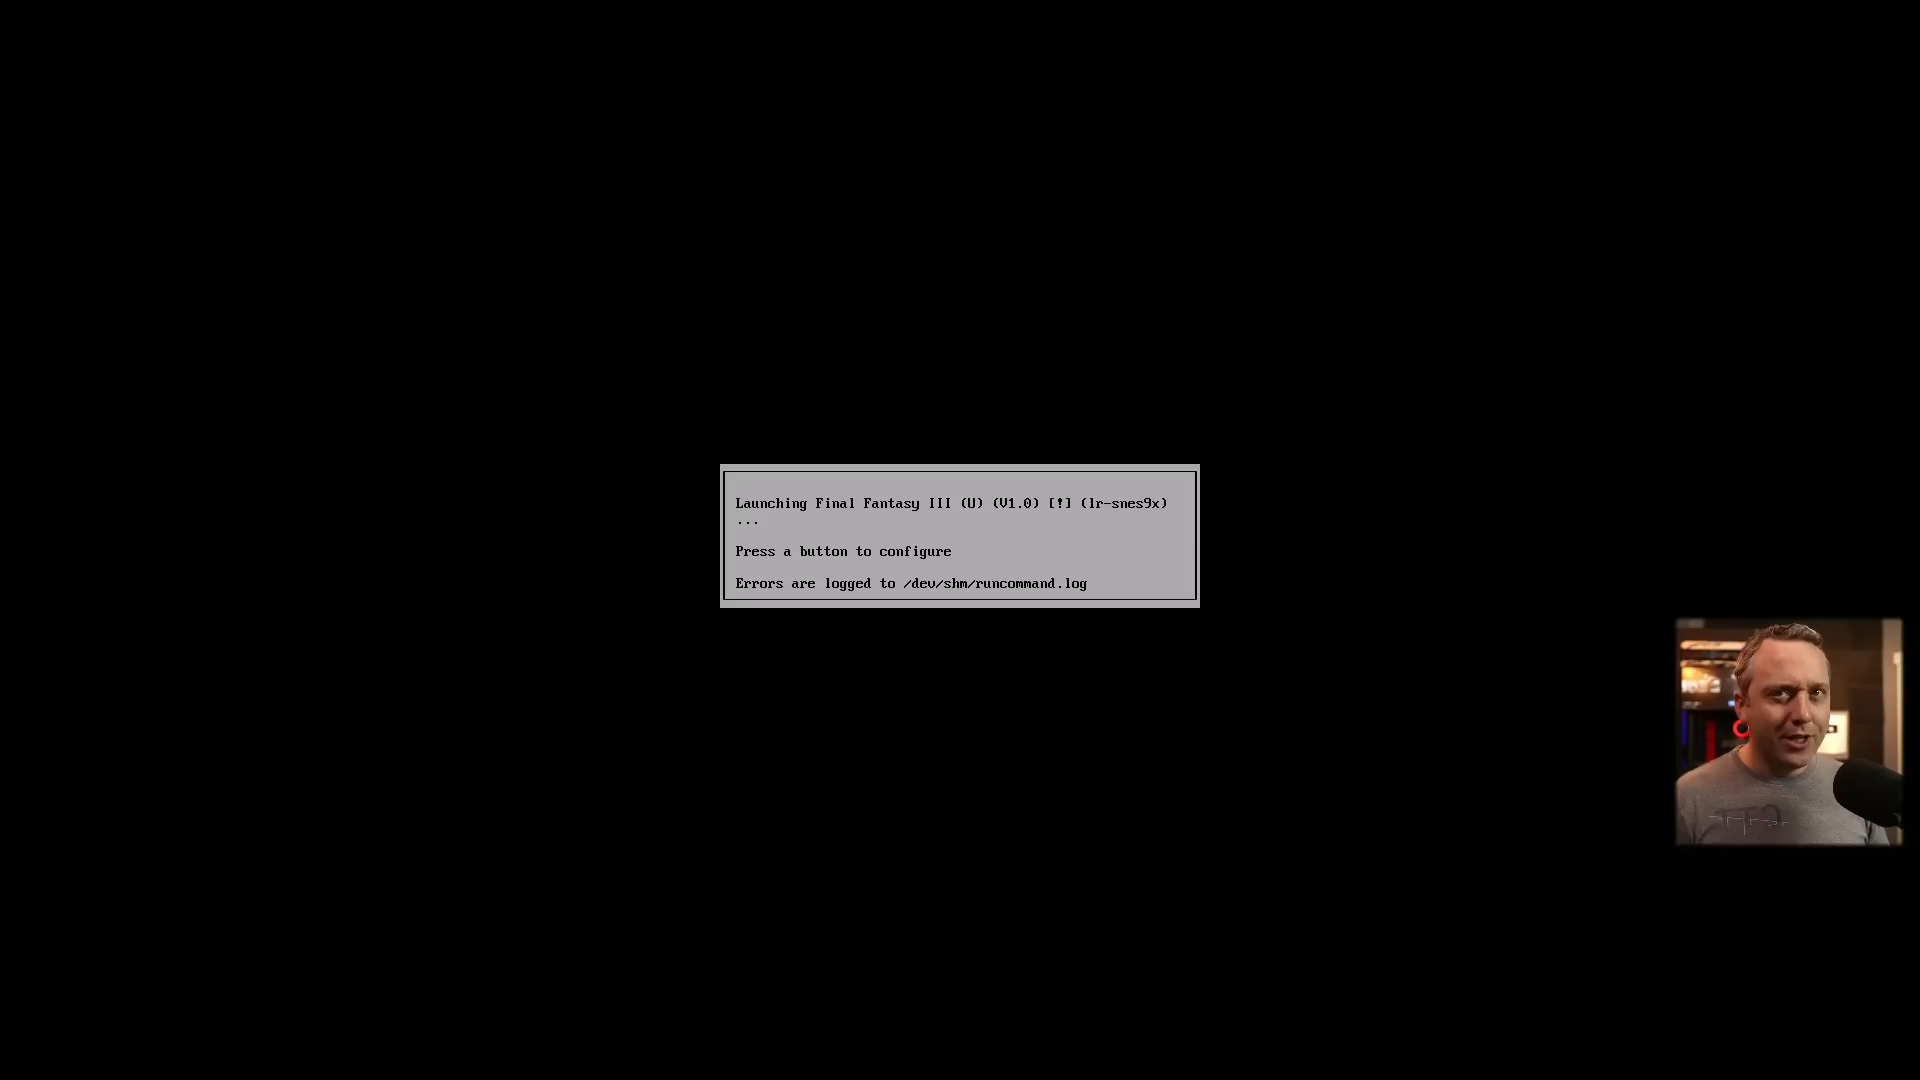 Launching Final Fantasy III (U) (V1.0) [!] (lr-snes9x)
...
Press a button to configure
Errors are logged to /dev/shm/runcommand.log